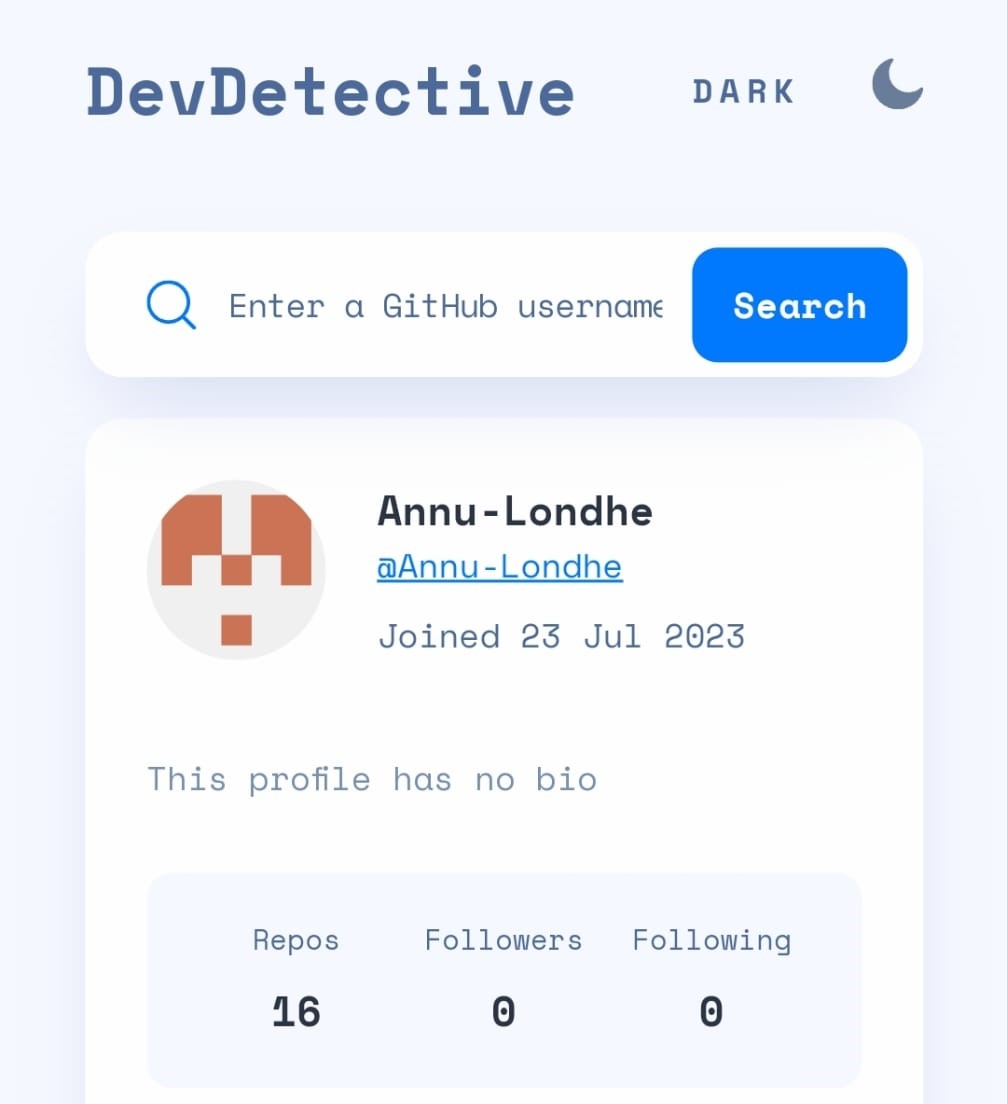 DevDetective DARK
Enter a GitHub username
Search
Annu-Londhe
@Annu-Londhe
Joined 23 Jul 2023
This profile has no bio
Repos Followers Following
16 0 0